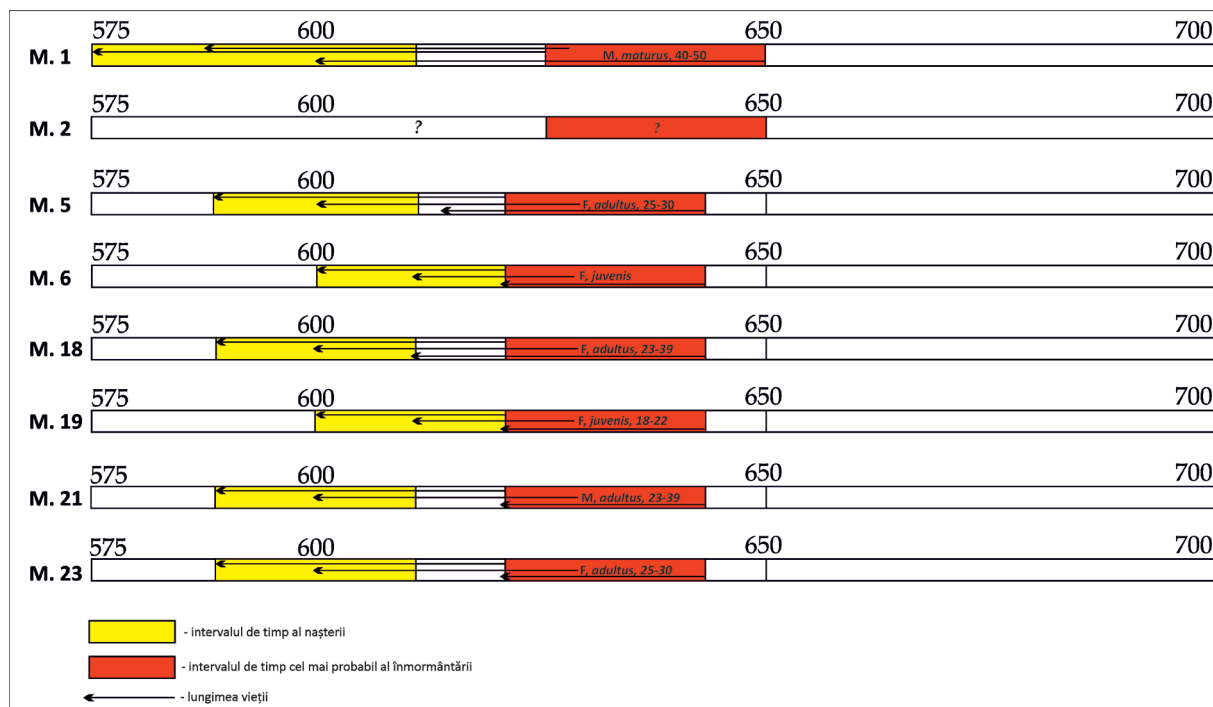 575 600 650 700
M. 1 M, maturus, 40-50
575 600 650 700
M. 2 ? ?
575 600 650 700
M. 5 F, adultus, 25-30
575 600 650 700
M. 6 F, juvenis
575 600 650 700
M. 18 F, adultus, 23-39
575 600 650 700
M. 19 F, juvenis, 18-22
575 600 650 700
M. 21 M, adultus, 23-39
575 600 650 700
M. 23 F, adultus, 25-30
- intervalul de timp al nașterii
- intervalul de timp cel mai probabil al înmormântării
- lungimea vieții